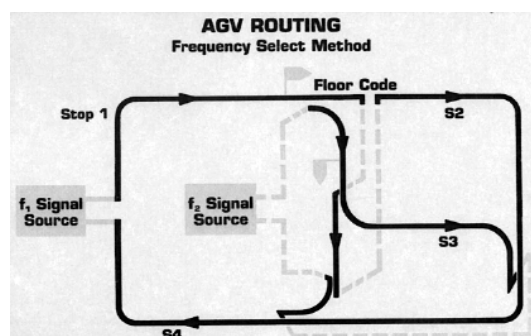 AGV ROUTING
Frequency Select Method
Floor Code
Stop 1
S2
f₁ Signal
Source
f₂ Signal
Source
S3
S4